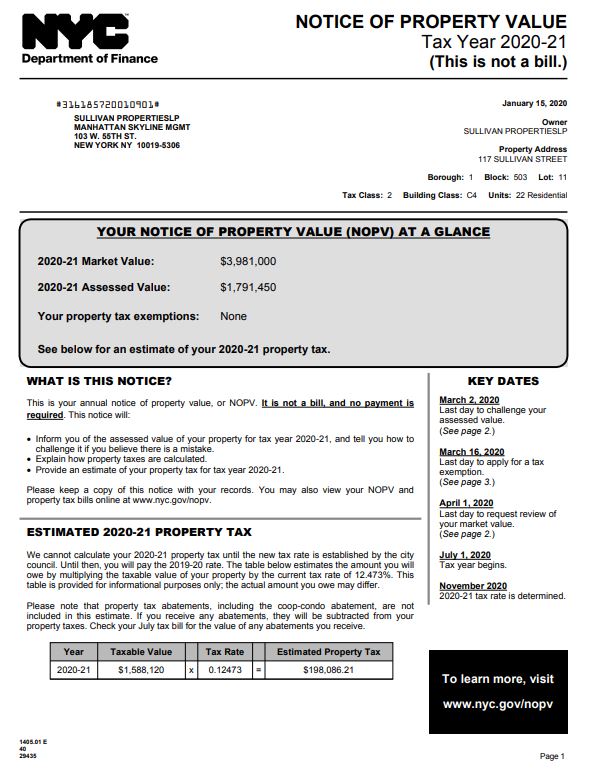 NYC
Department of Finance
NOTICE OF PROPERTY VALUE
Tax Year 2020-21
(This is not a bill.)
#316185720010901#
SULLIVAN PROPERTIESLP
MANHATTAN SKYLINE MGMT
103 W. 55TH ST.
NEW YORK NY 10019-5306
January 15, 2020
Owner
SULLIVAN PROPERTIESLP
Property Address
117 SULLIVAN STREET
Borough: 1 Block: 503 Lot: 11
Tax Class: 2 Building Class: C4 Units: 22 Residential
YOUR NOTICE OF PROPERTY VALUE (NOPV) AT A GLANCE
2020-21 Market Value: $3,981,000
2020-21 Assessed Value: $1,791,450
Your property tax exemptions: None
See below for an estimate of your 2020-21 property tax.
WHAT IS THIS NOTICE?
This is your annual notice of property value, or NOPV. It is not a bill, and no payment is
required. This notice will:
• Inform you of the assessed value of your property for tax year 2020-21, and tell you how to
challenge it if you believe there is a mistake.
• Explain how property taxes are calculated.
• Provide an estimate of your property tax for tax year 2020-21.
Please keep a copy of this notice with your records. You may also view your NOPV and
property tax bills online at www.nyc.gov/nopv.
ESTIMATED 2020-21 PROPERTY TAX
We cannot calculate your 2020-21 property tax until the new tax rate is established by the city
council. Until then, you will pay the 2019-20 rate. The table below estimates the amount you will
owe by multiplying the taxable value of your property by the current tax rate of 12.473%. This
table is provided for informational purposes only; the actual amount you owe may differ.
Please note that property tax abatements, including the coop-condo abatement, are not
included in this estimate. If you receive any abatements, they will be subtracted from your
property taxes. Check your July tax bill for the value of any abatements you receive.
Year Taxable Value Tax Rate Estimated Property Tax
2020-21 $1,588,120 x 0.12473 = $198,086.21
KEY DATES
March 2, 2020
Last day to challenge your
assessed value.
(See page 2.)
March 16, 2020
Last day to apply for a tax
exemption.
(See page 3.)
April 1, 2020
Last day to request review of
your market value.
(See page 2.)
July 1, 2020
Tax year begins.
November 2020
2020-21 tax rate is determined.
To learn more, visit
www.nyc.gov/nopv
1405.01 E
40
29435
Page 1